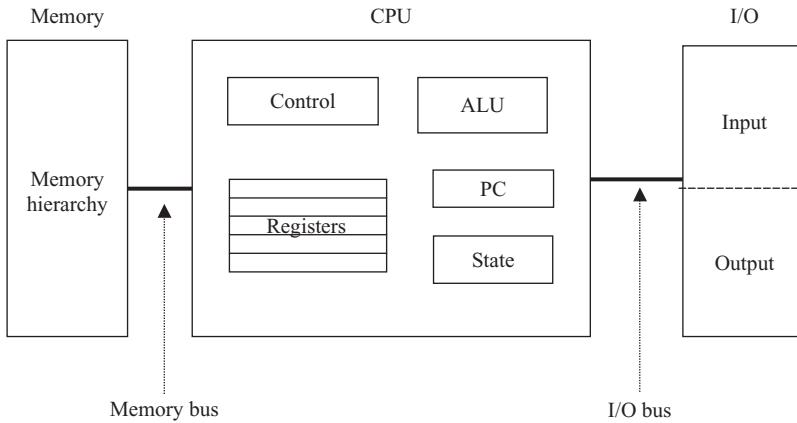 Memory
CPU
I/O
Control
ALU
Input
Memory
hierarchy
PC
Registers
State
Output
Memory bus
I/O bus